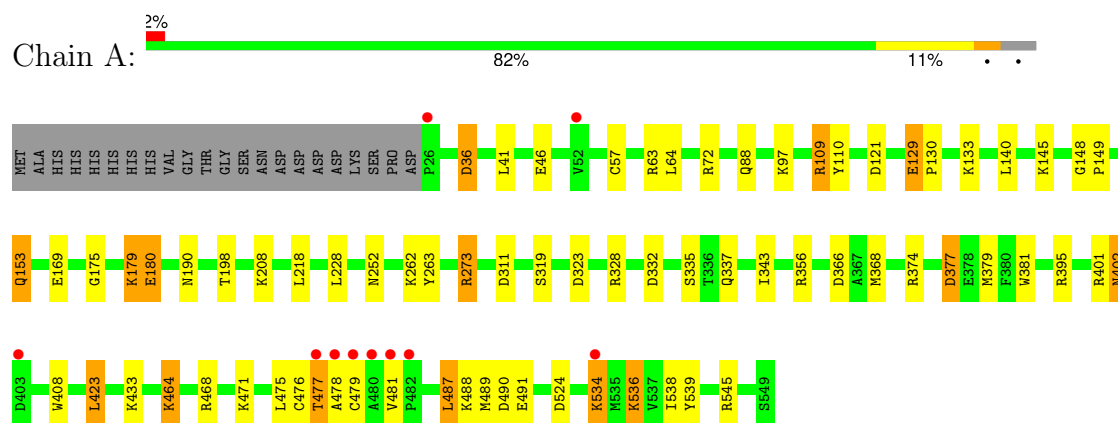 2%
Chain A:
82% 11% • •
MET ALA HIS HIS HIS HIS HIS HIS VAL GLY THR GLY SER ASN ASP ASP ASP ASP LYS SER PRO ASP P26 D36 L41 E46 V52 C57 R63 L64 R72 Q88 K97 R109 Y110 D121 E129 P130 K133 L140 K145 G148 P149
Q153 E169 G175 K179 E180 N190 T198 K208 L218 L228 N252 K262 Y263 R273 D311 S319 D323 R328 D332 S335 T336 Q337 I343 R356 D366 A367 M368 R374 D377 E378 M379 F380 W381 R395 R401 N402
D403 W408 L423 K433 K464 R468 K471 L475 C476 T477 A478 C479 A480 V481 P482 L487 K488 M489 D490 E491 D524 K534 M535 K536 V537 I538 Y539 R545 S549